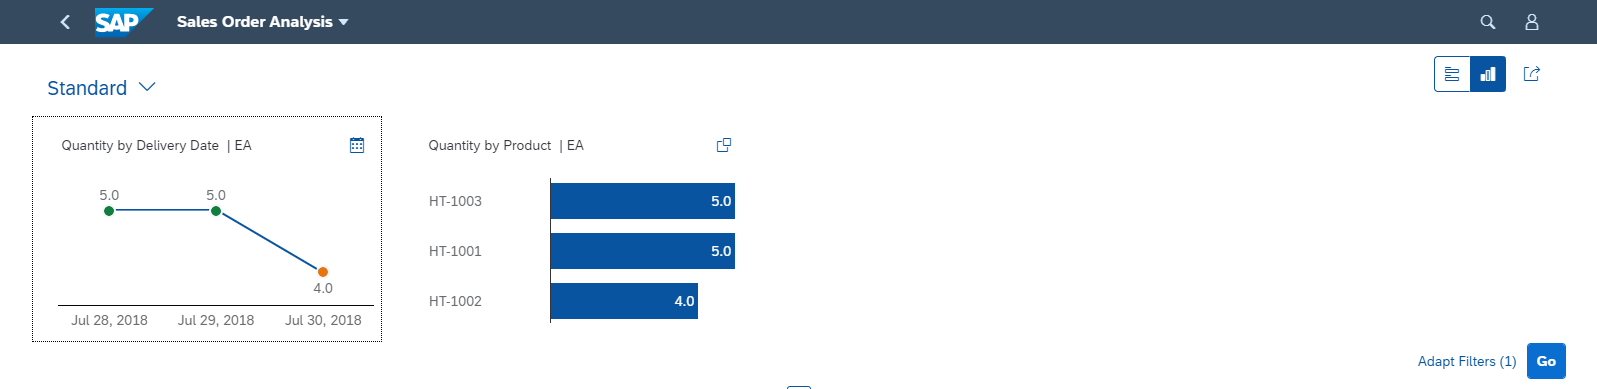 SAP Sales Order Analysis
Standard
Quantity by Delivery Date | EA
5.0 5.0
4.0
Jul 28, 2018 Jul 29, 2018 Jul 30, 2018
Quantity by Product | EA
HT-1003 5.0
HT-1001 5.0
HT-1002 4.0
Adapt Filters (1) Go